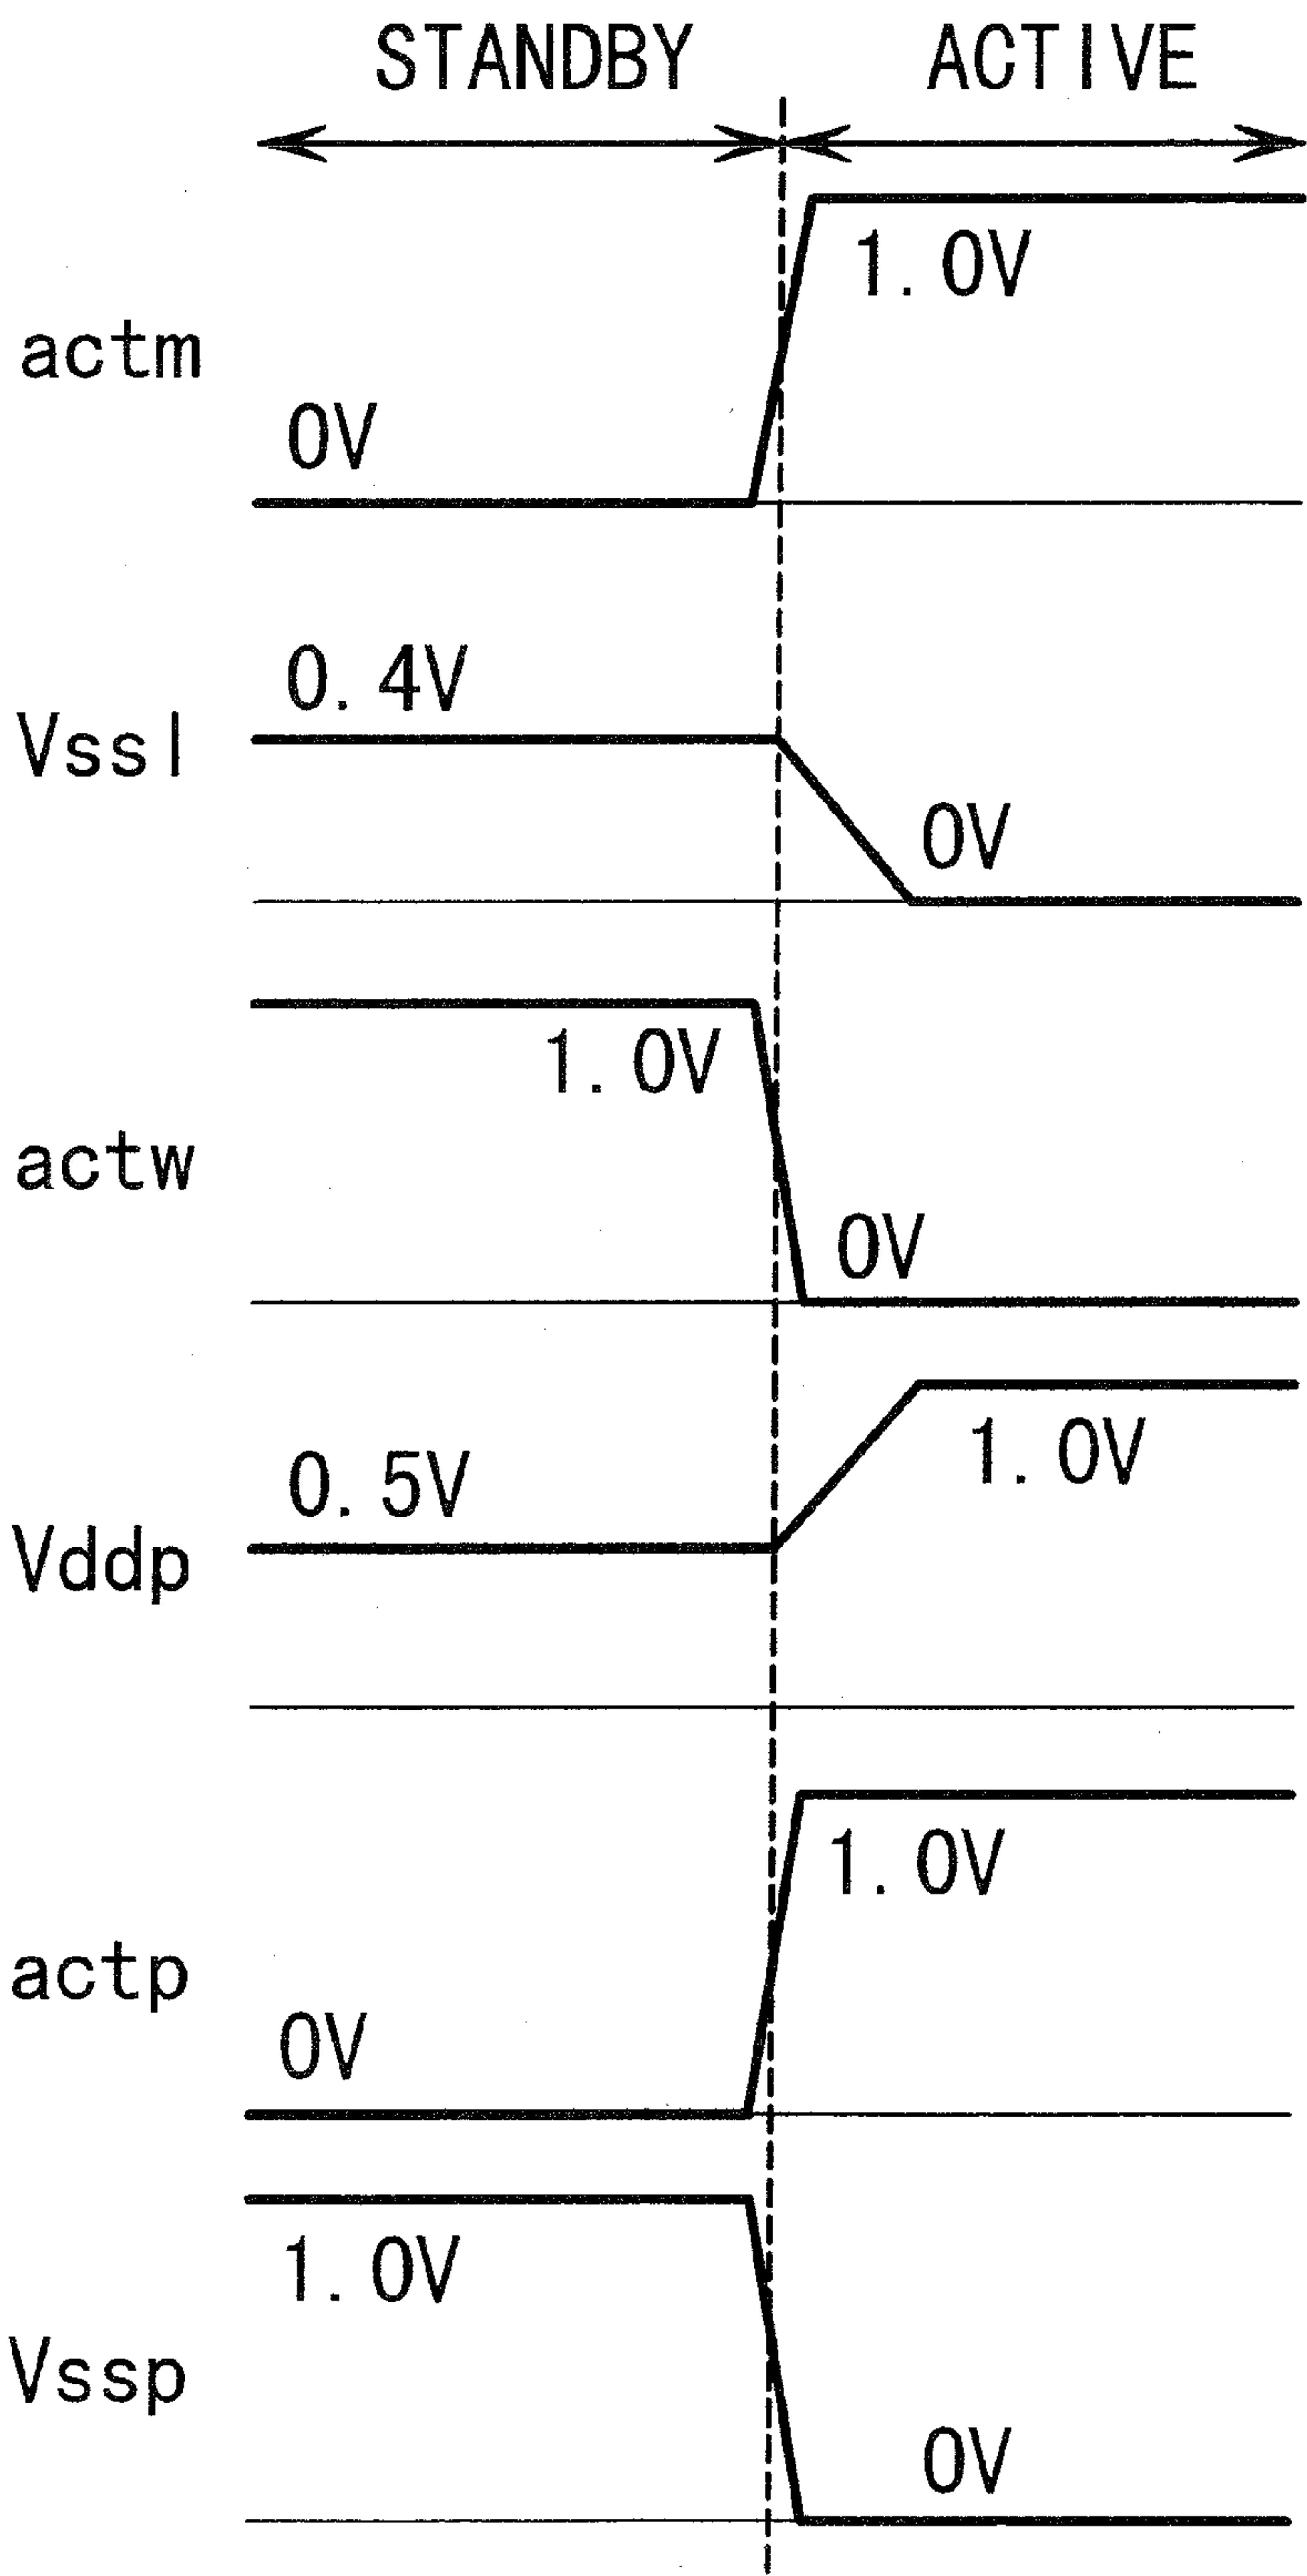 STANDBY ACTIVE
1.0V
actm
0V
0.4V
Vssl
0V
1.0V
actw
0V
1.0V
0.5V
Vddp
1.0V
actp
0V
1.0V
Vssp
0V